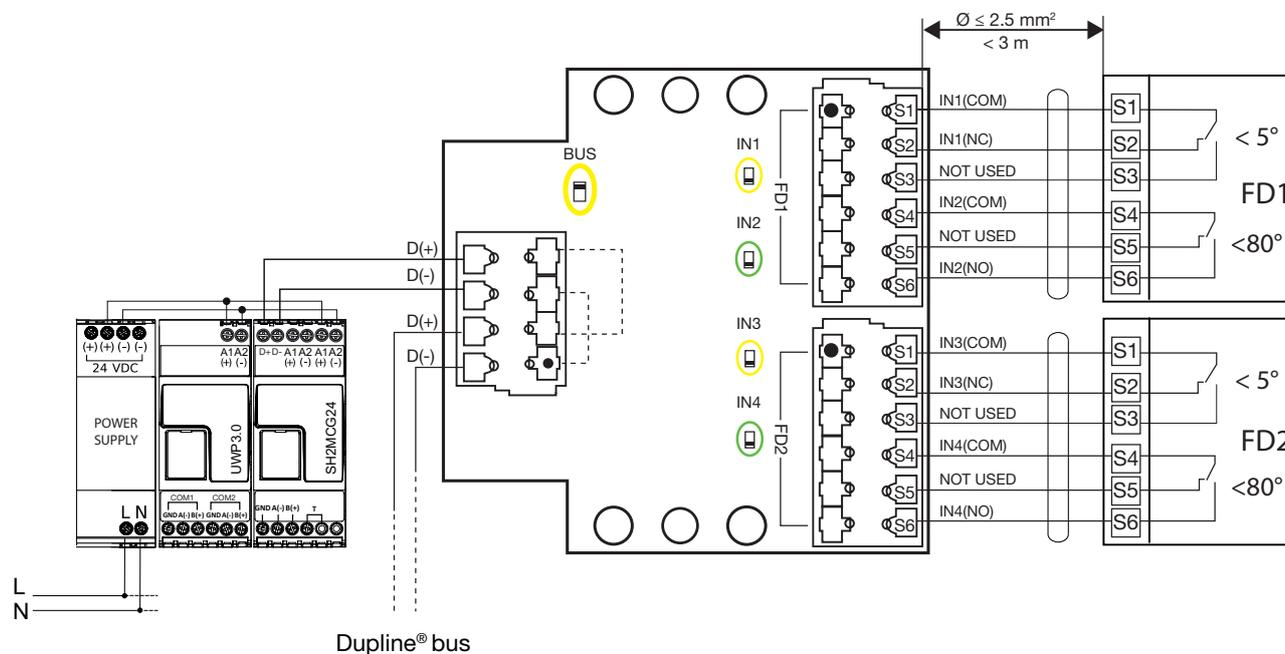 Ø ≤ 2.5 mm²
< 3 m
BUS
IN1
IN2
IN3
IN4
FD1
FD2
S1
S2
S3
S4
S5
S6
S1
S2
S3
S4
S5
S6
IN1(COM)
IN1(NC)
NOT USED
IN2(COM)
NOT USED
IN2(NO)
IN3(COM)
IN3(NC)
NOT USED
IN4(COM)
NOT USED
IN4(NO)
S1
S2
S3
S4
S5
S6
< 5°
FD1
<80°
S1
S2
S3
S4
S5
S6
< 5°
FD2
<80°
D(+)
D(-)
D(+)
D(-)
(+) (+) (-) (-)
24 VDC
POWER
SUPPLY
L N
A1 A2
(+) (-)
UWP3.0
COM1 COM2
GND A(-) B(+) GND A(-) B(+)
D+ D- A1 A2 A1 A2
(+) (-) (+) (-)
SH2MCG24
GND A(-) B(+) T
L
N
Dupline® bus